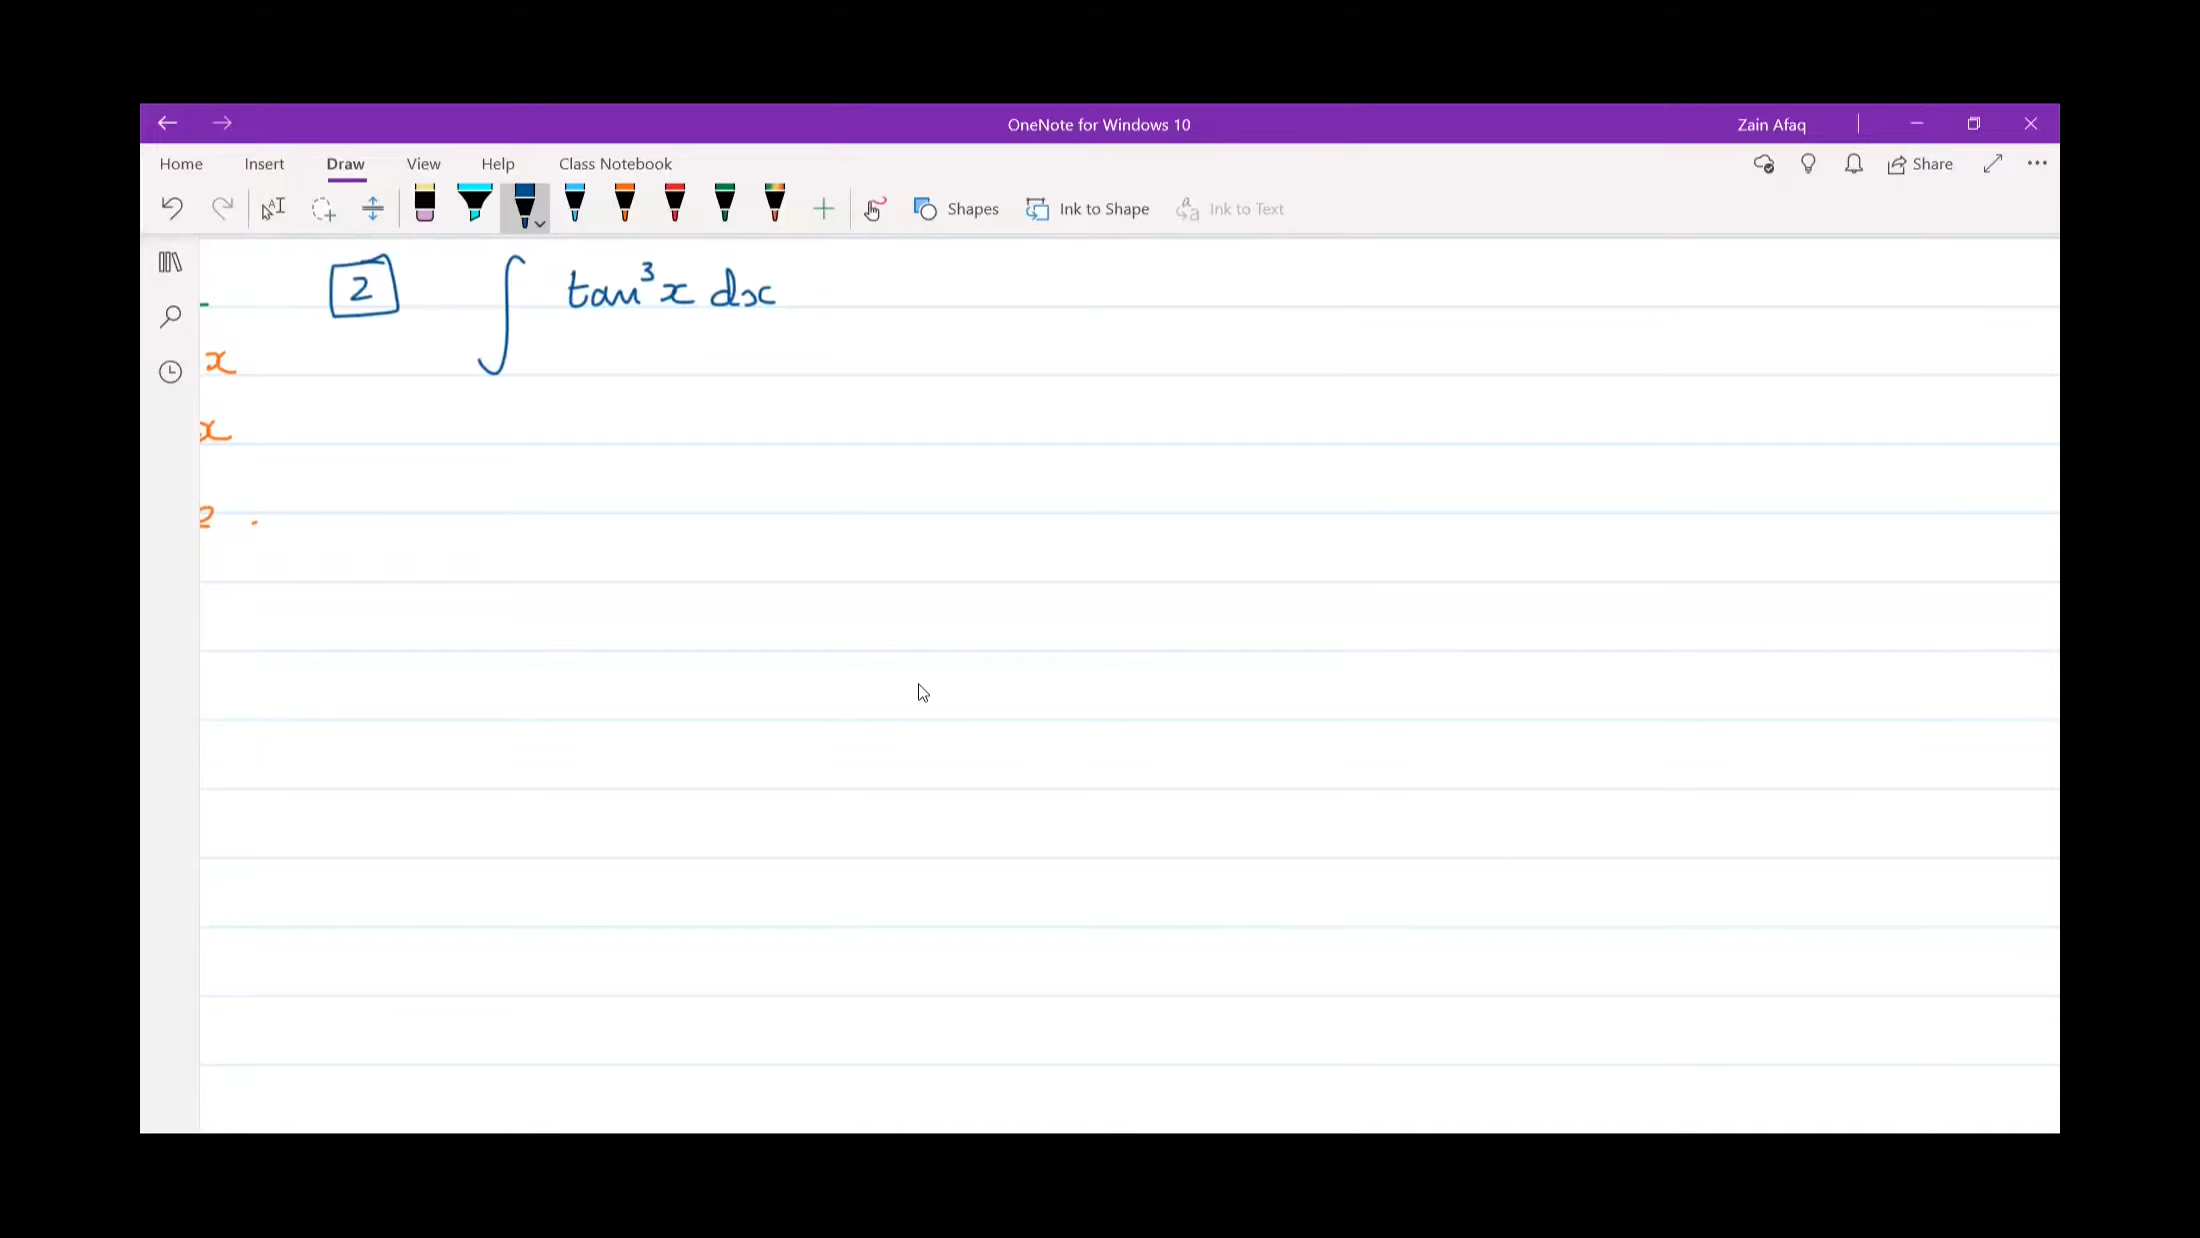 OneNote for Windows 10
Zain Afaq
Home Insert Draw View Help Class Notebook
Share
Shapes Ink to Shape Ink to Text
2 ∫ tan³x dx
x
x
2 .